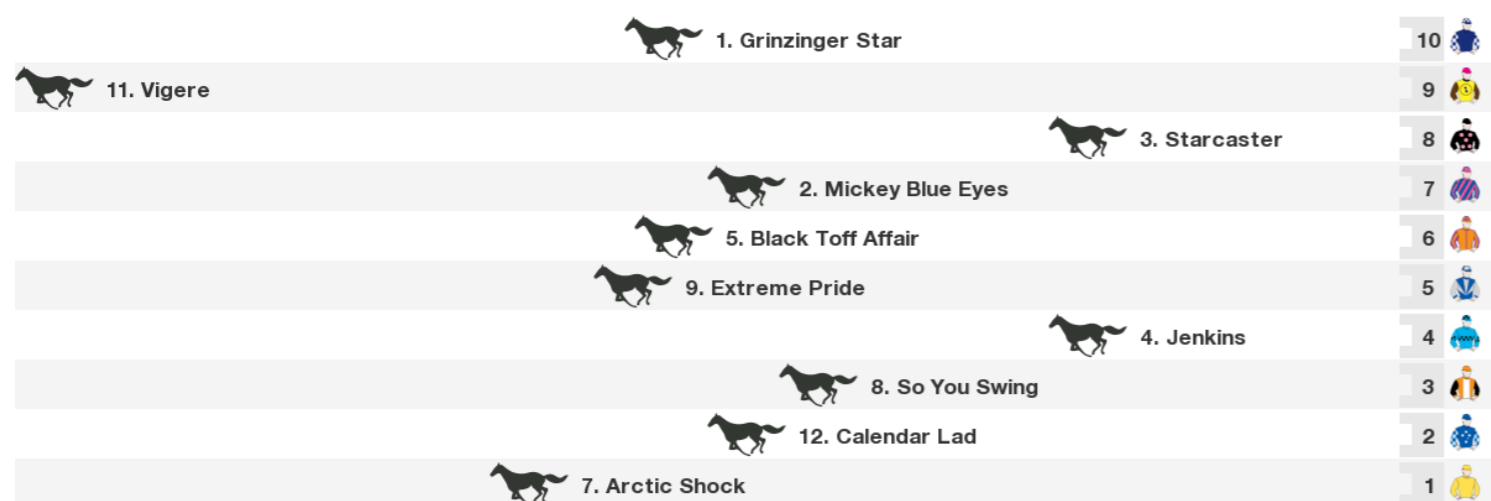 1. Grinzinger Star 10
11. Vigere 9
3. Starcaster 8
2. Mickey Blue Eyes 7
5. Black Toff Affair 6
9. Extreme Pride 5
4. Jenkins 4
8. So You Swing 3
12. Calendar Lad 2
7. Arctic Shock 1